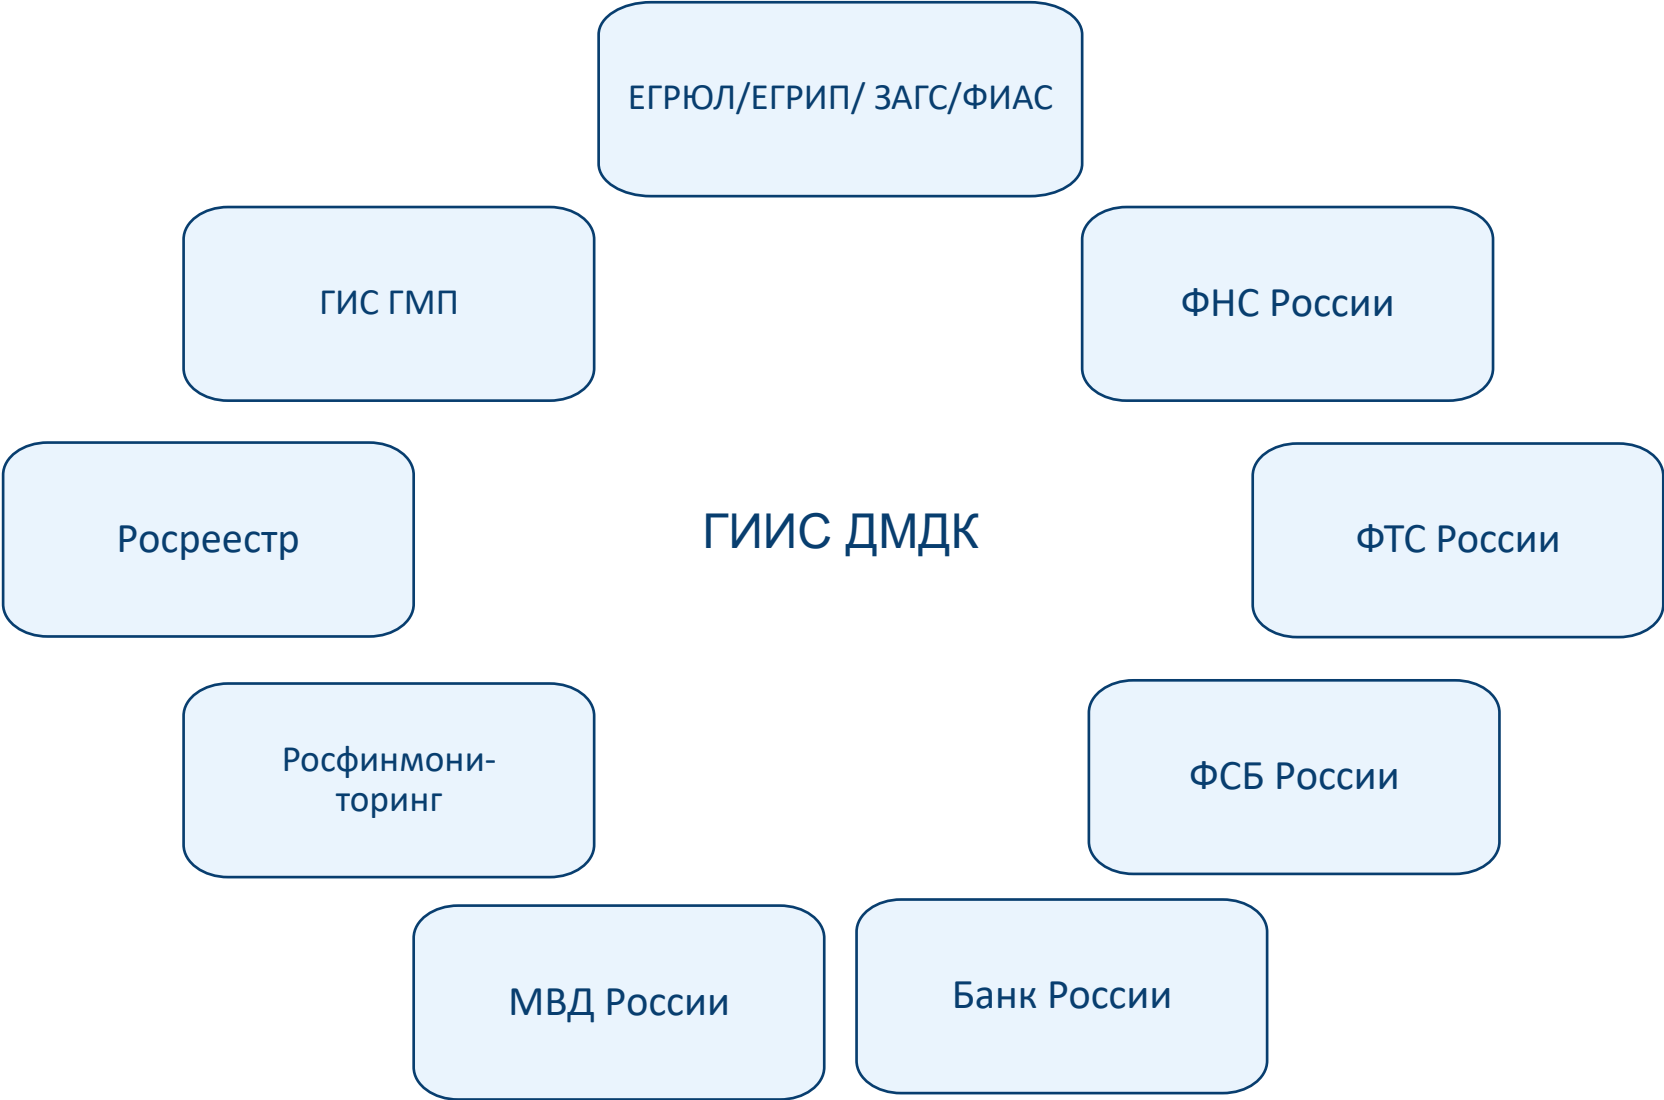 ЕГРЮЛ/ЕГРИП/ ЗАГС/ФИАС
ГИС ГМП
ФНС России
Росреестр
ГИИС ДМДК
ФТС России
Росфинмони-
торинг
ФСБ России
МВД России
Банк России